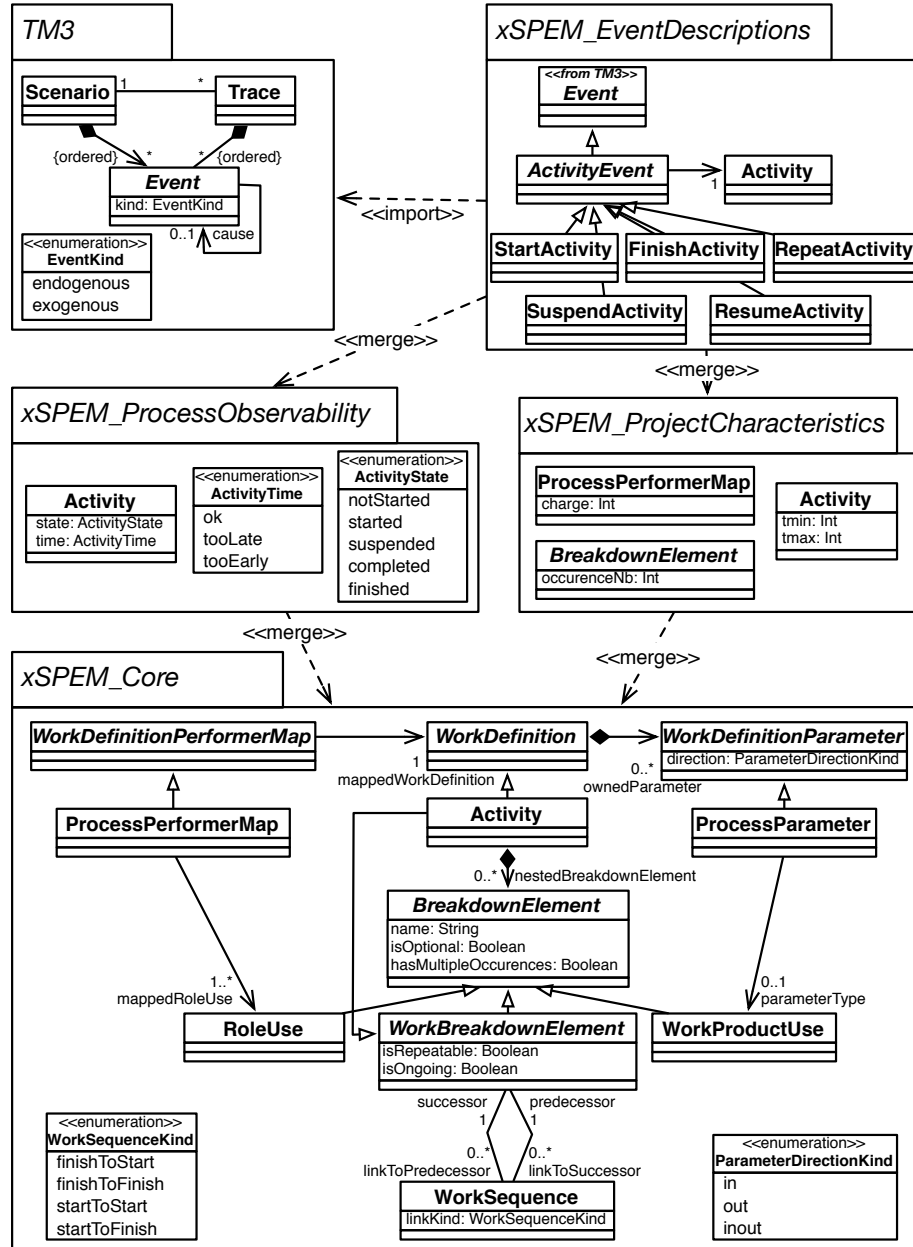 TM3
Scenario
1
*
Trace
{ordered}
*
*
{ordered}
Event
kind: EventKind
0..1
cause
<<enumeration>>
EventKind
endogenous
exogenous
xSPEM_EventDescriptions
<<from TM3>>
Event
ActivityEvent
1
Activity
StartActivity
FinishActivity
RepeatActivity
SuspendActivity
ResumeActivity
<<import>>
<<merge>>
<<merge>>
xSPEM_ProcessObservability
Activity
state: ActivityState
time: ActivityTime
<<enumeration>>
ActivityTime
ok
tooLate
tooEarly
<<enumeration>>
ActivityState
notStarted
started
suspended
completed
finished
xSPEM_ProjectCharacteristics
ProcessPerformerMap
charge: Int
BreakdownElement
occurenceNb: Int
Activity
tmin: Int
tmax: Int
<<merge>>
<<merge>>
xSPEM_Core
WorkDefinitionPerformerMap
1
mappedWorkDefinition
WorkDefinition
0..*
ownedParameter
WorkDefinitionParameter
direction: ParameterDirectionKind
ProcessPerformerMap
Activity
ProcessParameter
0..*
nestedBreakdownElement
BreakdownElement
name: String
isOptional: Boolean
hasMultipleOccurences: Boolean
1..*
mappedRoleUse
0..1
parameterType
RoleUse
WorkBreakdownElement
isRepeatable: Boolean
isOngoing: Boolean
WorkProductUse
successor
predecessor
1
1
0..*
0..*
linkToPredecessor
linkToSuccessor
WorkSequence
linkKind: WorkSequenceKind
<<enumeration>>
WorkSequenceKind
finishToStart
finishToFinish
startToStart
startToFinish
<<enumeration>>
ParameterDirectionKind
in
out
inout